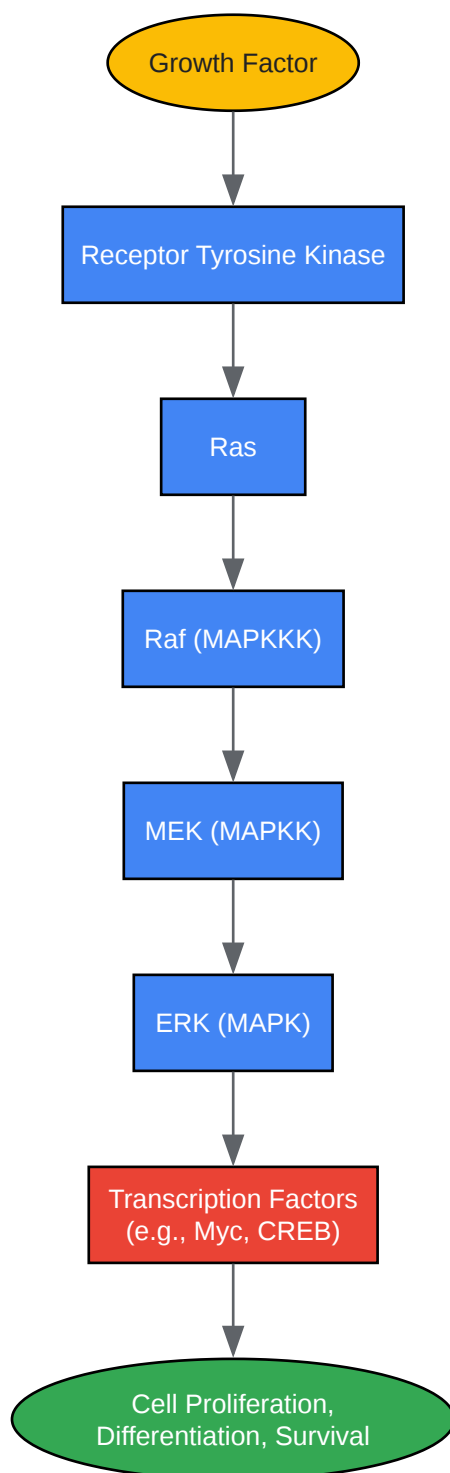 Growth Factor
Receptor Tyrosine Kinase
Ras
Raf (MAPKKK)
MEK (MAPKK)
ERK (MAPK)
Transcription Factors
(e.g., Myc, CREB)
Cell Proliferation,
Differentiation, Survival